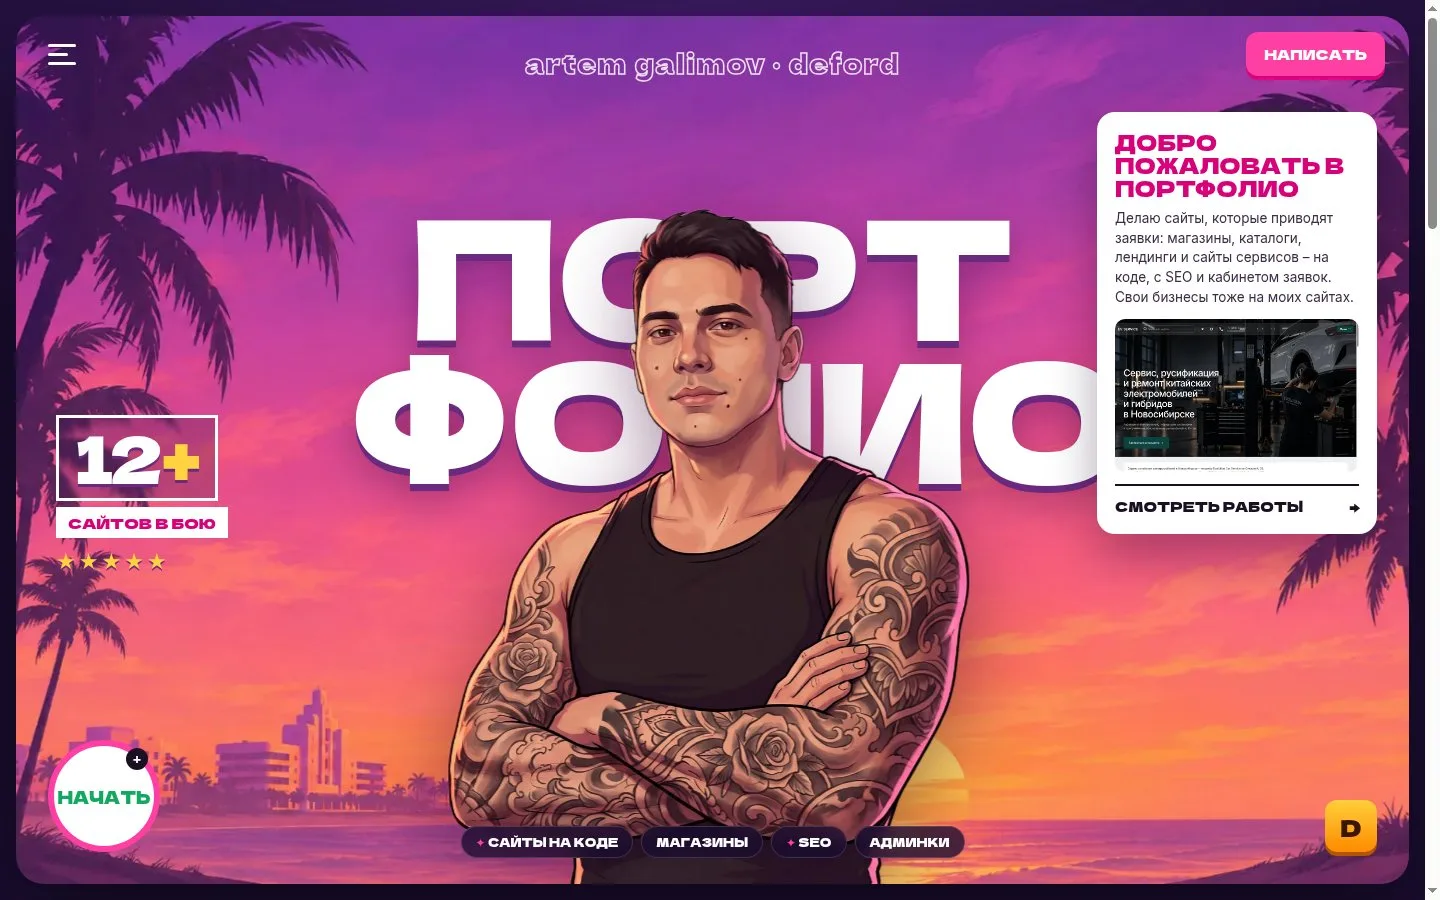 artem galimov · deford
НАПИСАТЬ
ПОРТ
ФОЛИО
ДОБРО
ПОЖАЛОВАТЬ В
ПОРТФОЛИО
Делаю сайты, которые приводят
заявки: магазины, каталоги,
лендинги и сайты сервисов – на
коде, с SEO и кабинетом заявок.
Свои бизнесы тоже на моих сайтах.
Сервис, русификация
и ремонт китайских
электромобилей
и гибридов
в Новосибирске
СМОТРЕТЬ РАБОТЫ
12+
САЙТОВ В БОЮ
НАЧАТЬ
+
САЙТЫ НА КОДЕ
МАГАЗИНЫ
SEO
АДМИНКИ
D